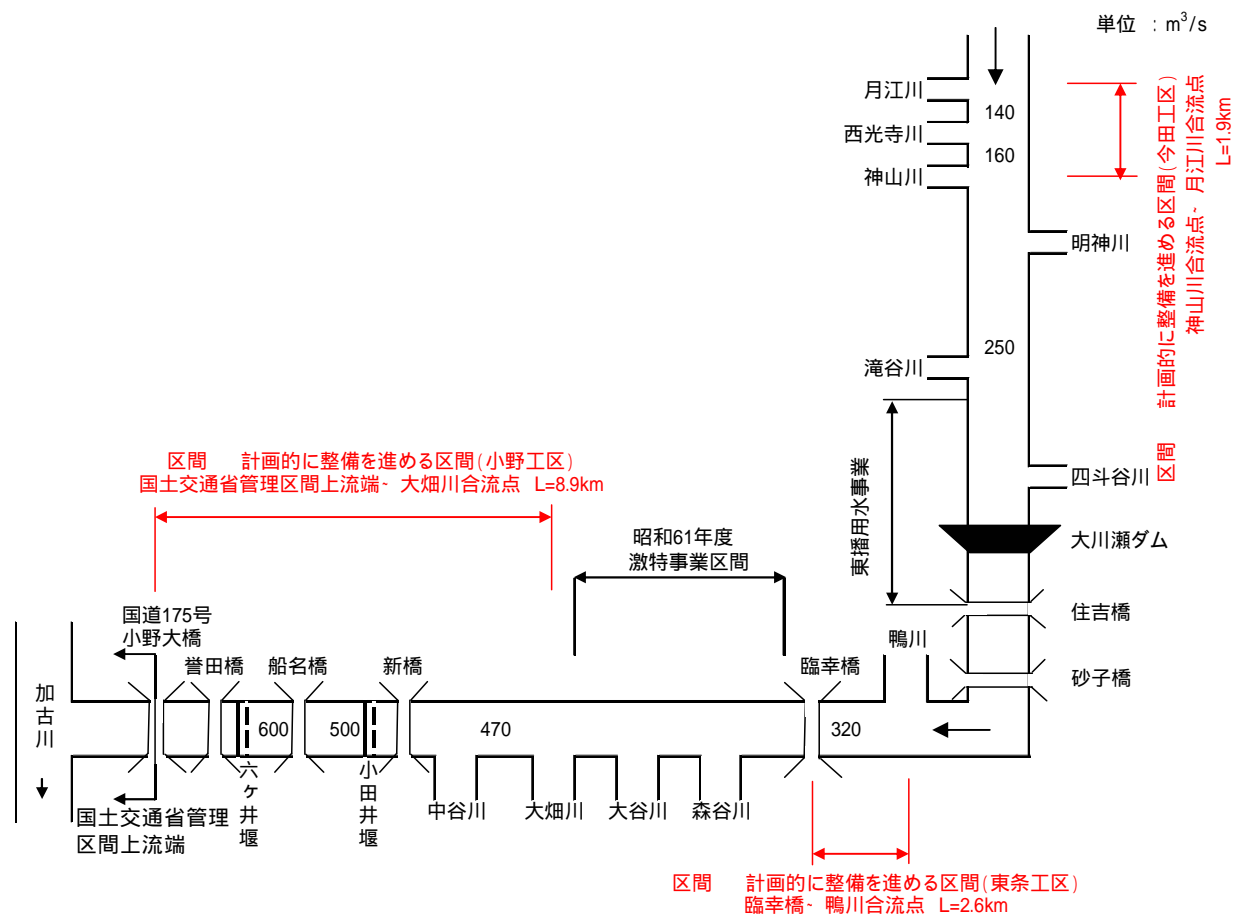 単位 : m³/s
月江川
140
西光寺川
160
神山川
明神川
区間 計画的に整備を進める区間(今田工区)
神山川合流点~ 月江川合流点
L=1.9km
250
滝谷川
東播用水事業
四斗谷川
大川瀬ダム
住吉橋
砂子橋
鴨川
区間 計画的に整備を進める区間(小野工区)
国土交通省管理区間上流端~ 大畑川合流点 L=8.9km
昭和61年度
激特事業区間
国道175号
小野大橋
誉田橋
船名橋
新橋
臨幸橋
加古川
600
500
470
320
六ヶ井堰
小田井堰
中谷川
大畑川
大谷川
森谷川
国土交通省管理
区間上流端
区間 計画的に整備を進める区間(東条工区)
臨幸橋~ 鴨川合流点 L=2.6km